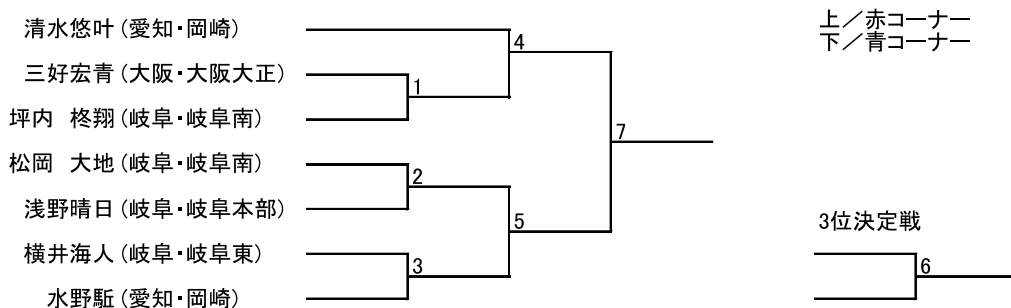 清水悠叶(愛知・岡崎)
三好宏青(大阪・大阪大正)
坪内 柊翔(岐阜・岐阜南)
松岡 大地(岐阜・岐阜南)
浅野晴日(岐阜・岐阜本部)
横井海人(岐阜・岐阜東)
水野駈(愛知・岡崎)
4
1
7
2
5
3
上/赤コーナー
下/青コーナー
3位決定戦
6